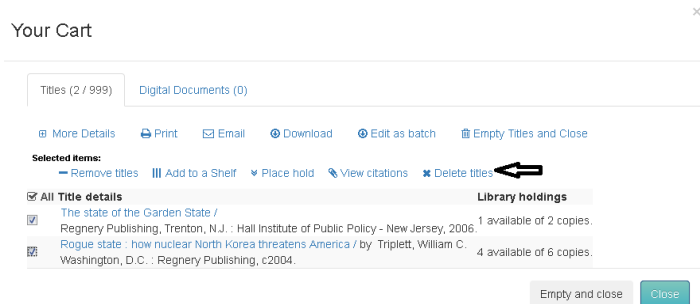 ×
Your Cart
Titles (2 / 999) Digital Documents (0)
More Details Print Email Download Edit as batch Empty Titles and Close
Selected items:
Remove titles Add to a Shelf Place hold View citations Delete titles
All Title details Library holdings
The state of the Garden State /
Regnery Publishing, Trenton, N.J. : Hall Institute of Public Policy - New Jersey, 2006. 1 available of 2 copies.
Rogue state : how nuclear North Korea threatens America / by Triplett, William C.
Washington, D.C. : Regnery Publishing, c2004. 4 available of 6 copies.
Empty and close Close